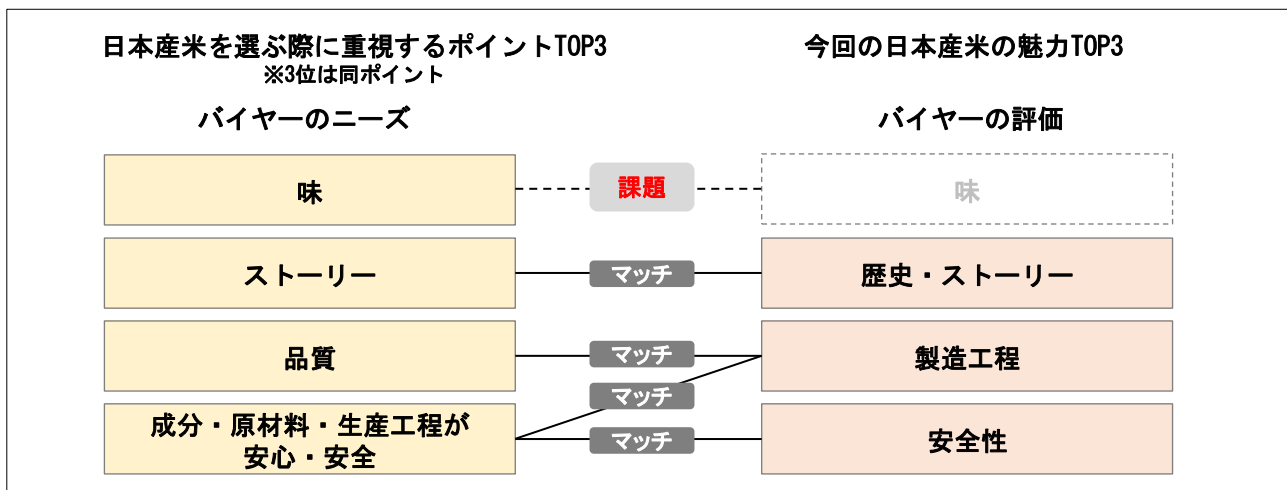 日本産米を選ぶ際に重視するポイントTOP3
※3位は同ポイント
今回の日本産米の魅力TOP3
バイヤーのニーズ
バイヤーの評価
味
課題
味
ストーリー
マッチ
歴史・ストーリー
品質
マッチ
製造工程
マッチ
成分・原材料・生産工程が
安心・安全
マッチ
安全性